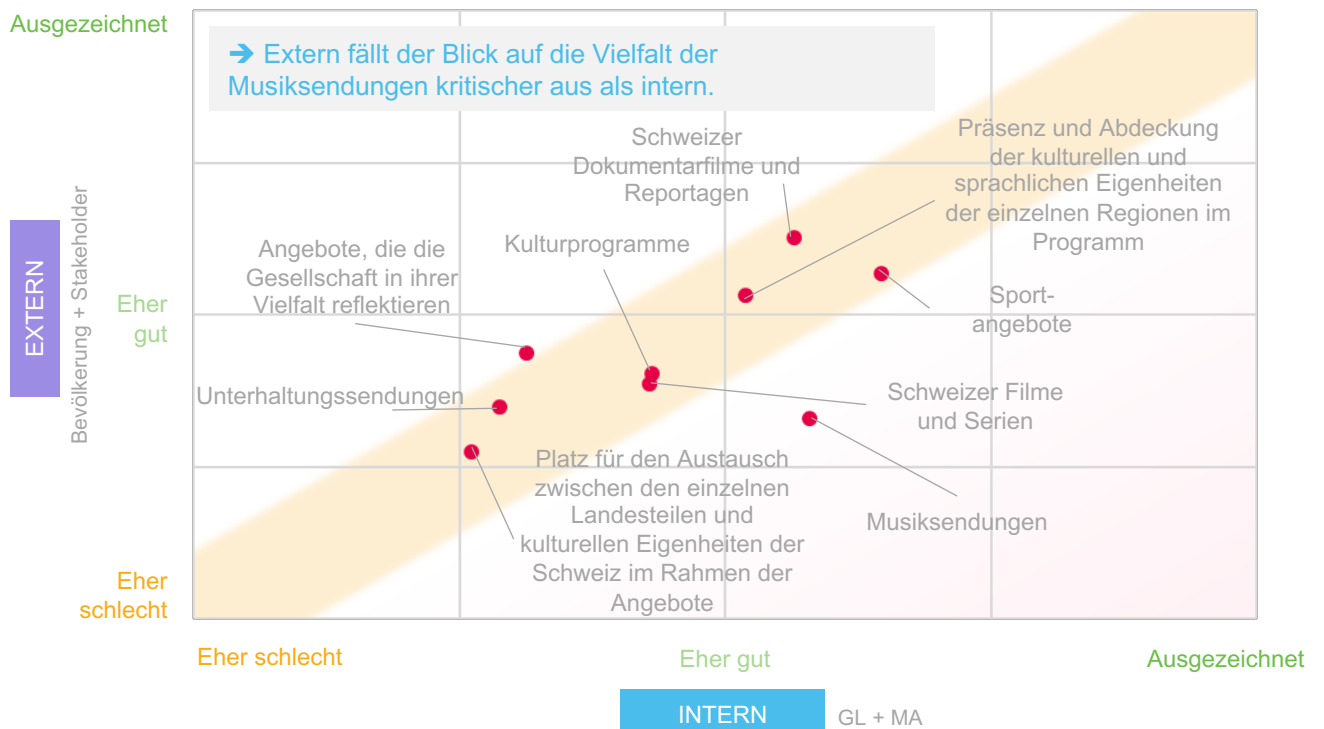 Ausgezeichnet
➔ Extern fällt der Blick auf die Vielfalt der
Musiksendungen kritischer aus als intern.
Schweizer
Dokumentarfilme und
Reportagen
Präsenz und Abdeckung
der kulturellen und
sprachlichen Eigenheiten
der einzelnen Regionen im
Programm
Angebote, die die
Gesellschaft in ihrer
Vielfalt reflektieren
Kulturprogramme
Sport-
angebote
EXTERN
Bevölkerung + Stakeholder
Eher
gut
Unterhaltungssendungen
Schweizer Filme
und Serien
Platz für den Austausch
zwischen den einzelnen
Landesteilen und
kulturellen Eigenheiten der
Schweiz im Rahmen der
Angebote
Musiksendungen
Eher
schlecht
Eher schlecht
Eher gut
Ausgezeichnet
INTERN
GL + MA